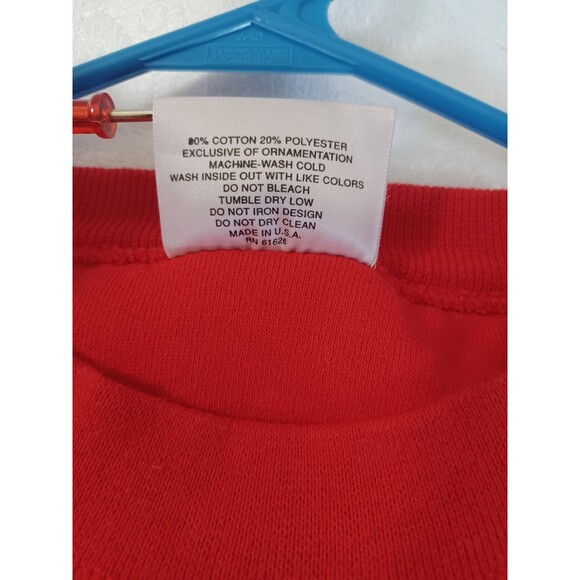 80% COTTON 20% POLYESTER
EXCLUSIVE OF ORNAMENTATION
MACHINE-WASH COLD
WASH INSIDE OUT WITH LIKE COLORS
DO NOT BLEACH
TUMBLE DRY LOW
DO NOT IRON DESIGN
DO NOT DRY CLEAN
MADE IN U.S.A.
RN 61626